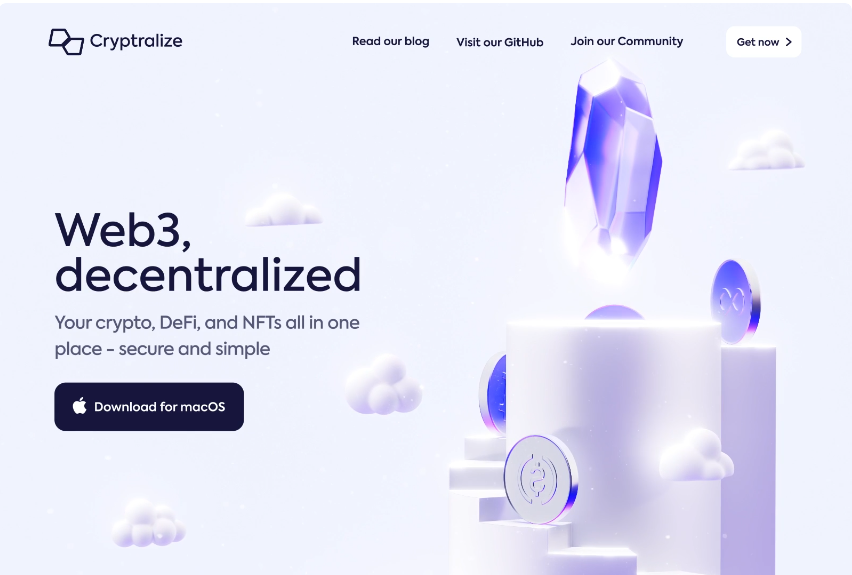 Cryptralize
Read our blog
Visit our GitHub
Join our Community
Get now
Web3,
decentralized
Your crypto, DeFi, and NFTs all in one
place - secure and simple
Download for macOS